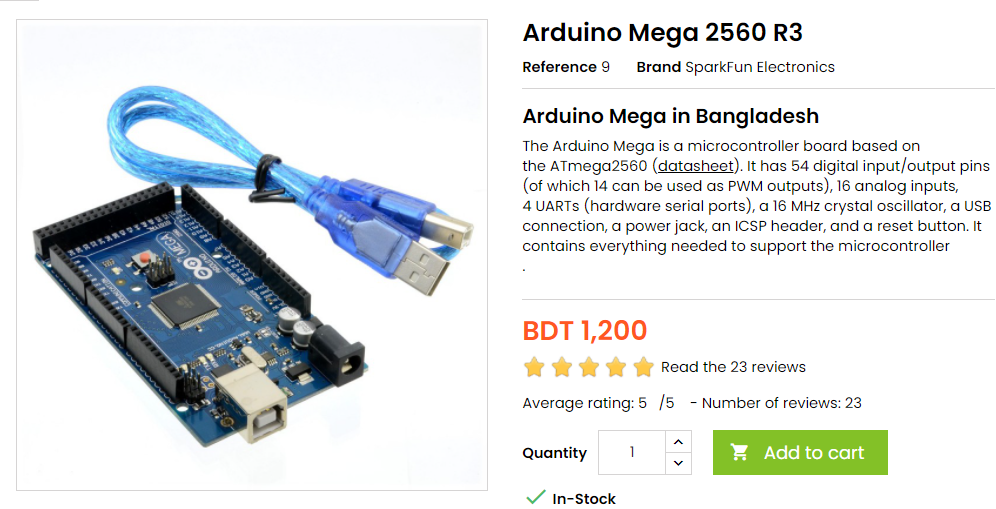 Arduino Mega 2560 R3
Reference 9 Brand SparkFun Electronics
Arduino Mega in Bangladesh
The Arduino Mega is a microcontroller board based on
the ATmega2560 (datasheet). It has 54 digital input/output pins
(of which 14 can be used as PWM outputs), 16 analog inputs,
4 UARTs (hardware serial ports), a 16 MHz crystal oscillator, a USB
connection, a power jack, an ICSP header, and a reset button. It
contains everything needed to support the microcontroller
.
BDT 1,200
Read the 23 reviews
Average rating: 5 /5 - Number of reviews: 23
Quantity 1 Add to cart
In-Stock
MEGA